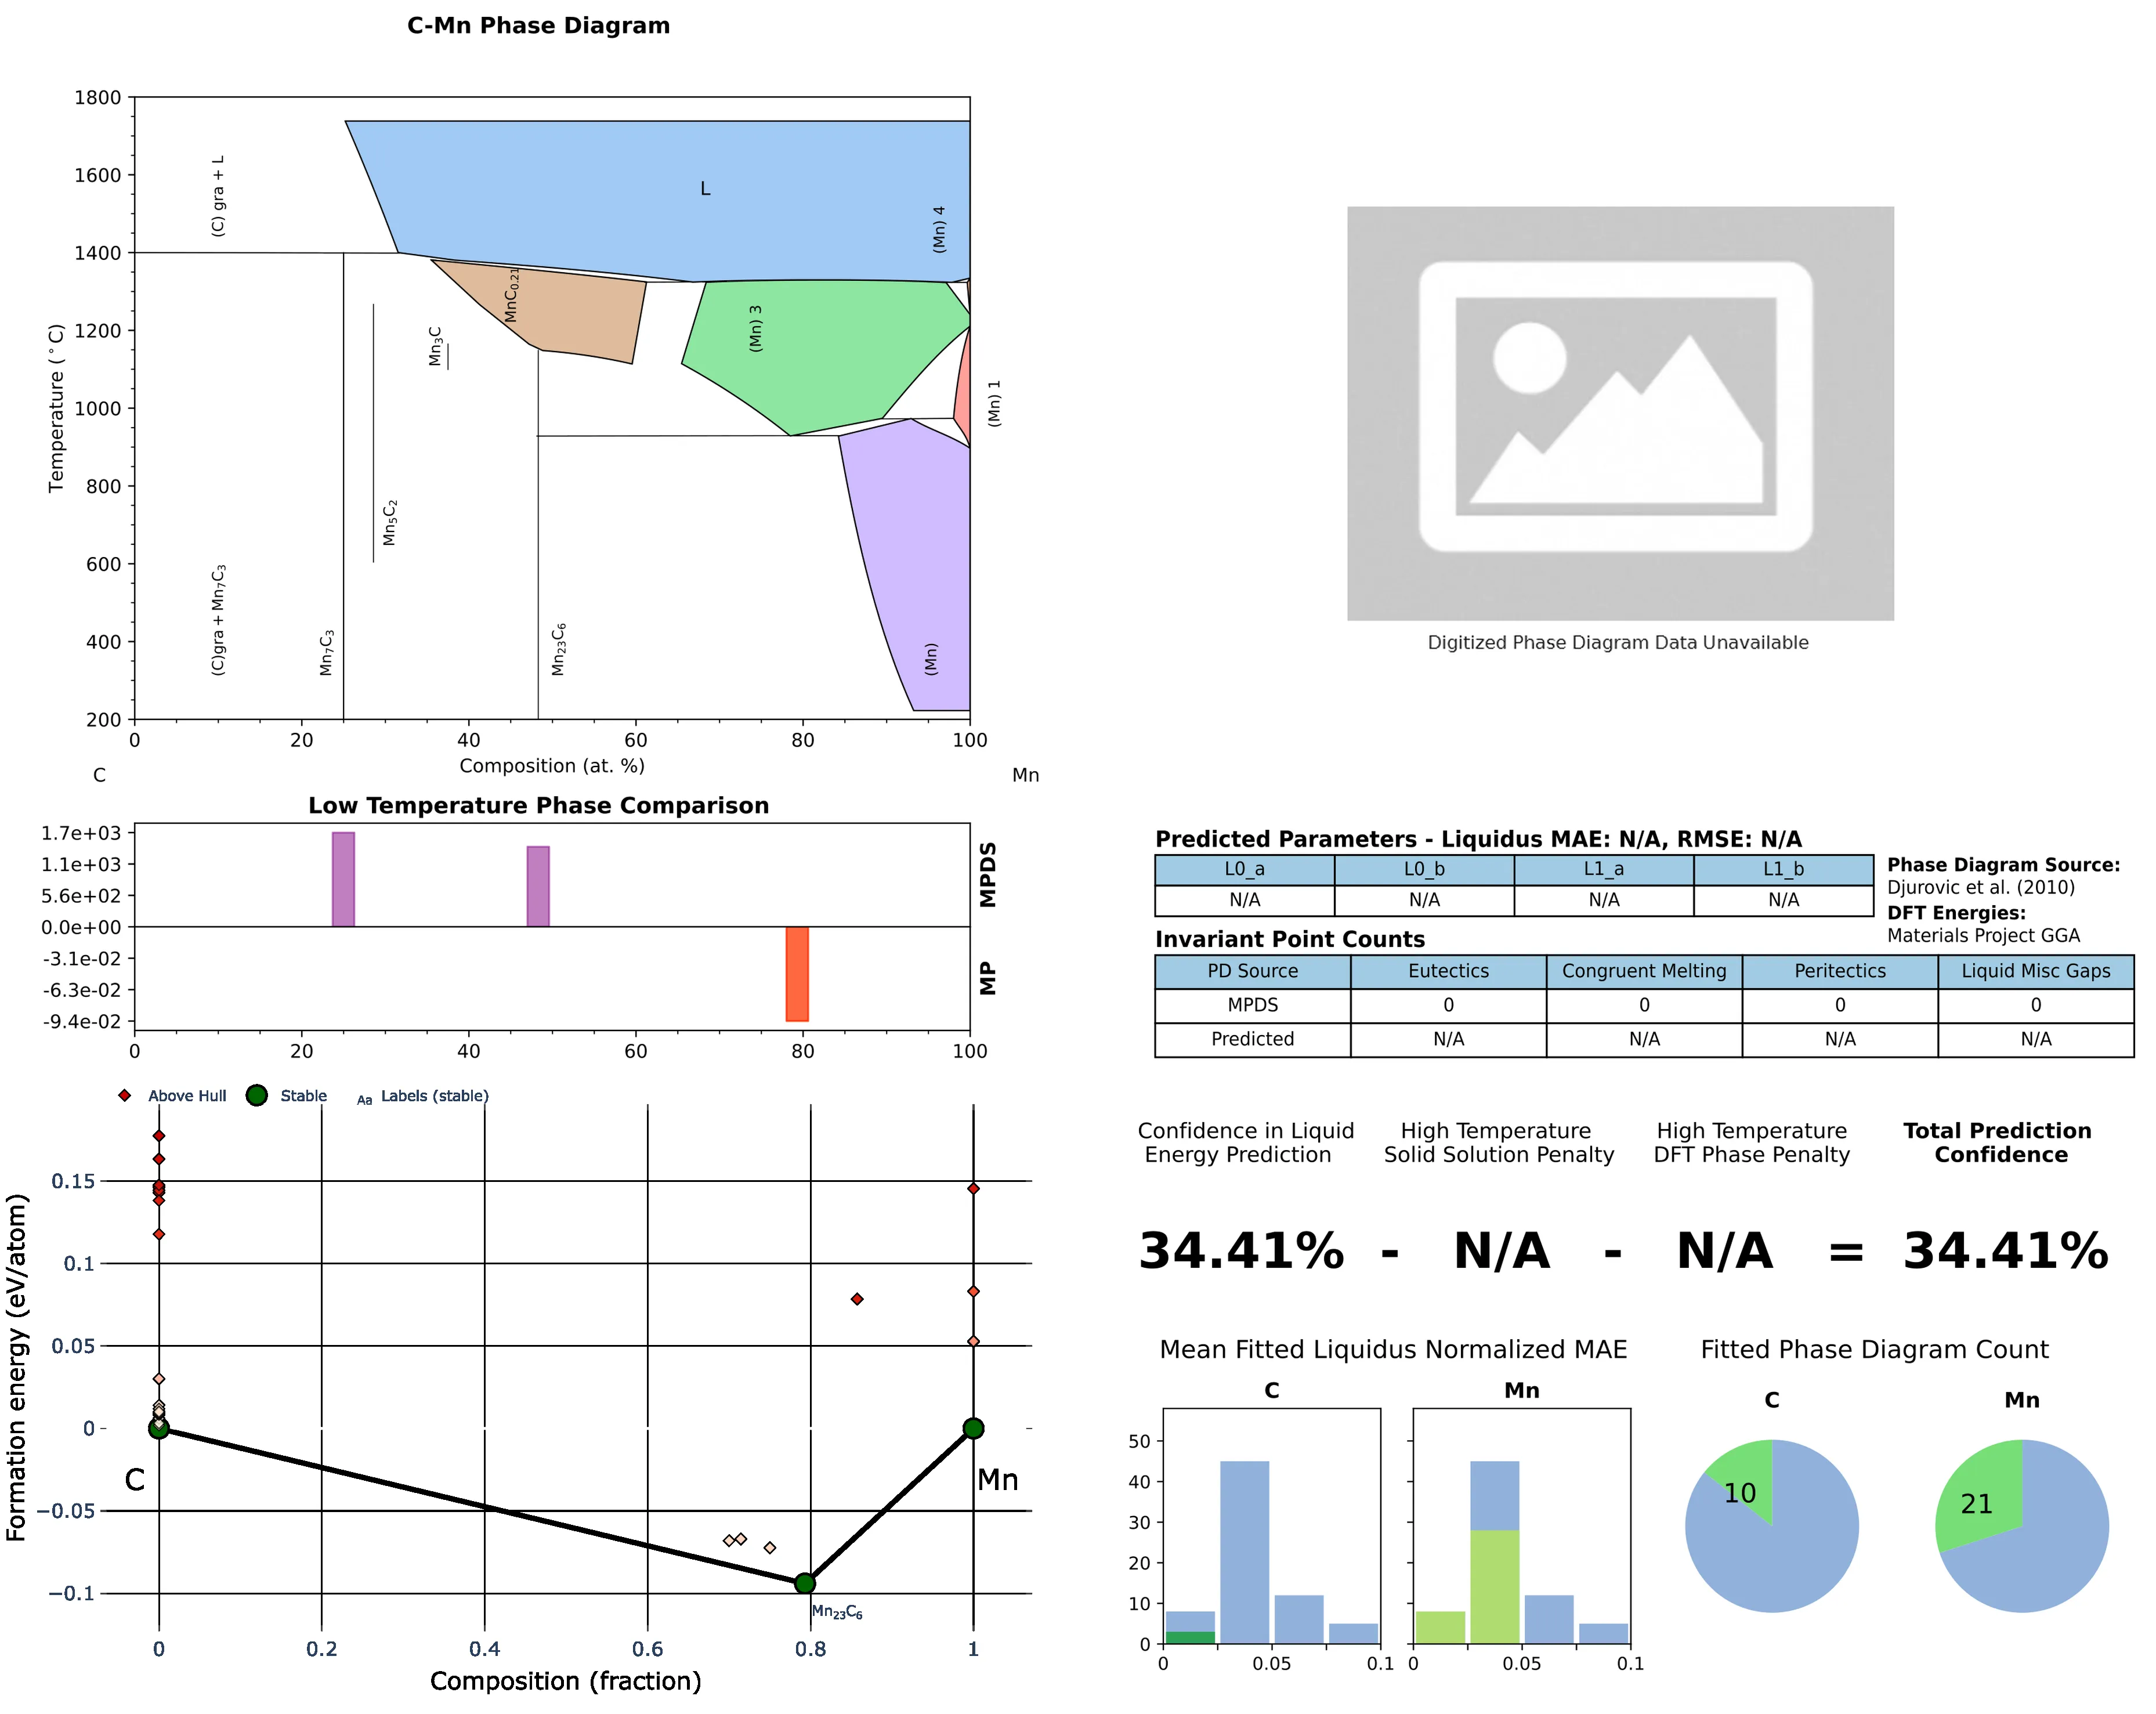 C-Mn Phase Diagram
1800
1600
1400
1200
1000
800
600
400
200
Temperature (°C)
(C) gra + L
L
(Mn) 4
MnC0.21
(Mn) 3
Mn3C
(Mn) 1
Mn5C2
(C)gra + Mn7C3
Mn7C3
Mn23C6
(Mn)
0 20 40 60 80 100
Composition (at. %)
C Mn
Digitized Phase Diagram Data Unavailable
Low Temperature Phase Comparison
1.7e+03
1.1e+03
5.6e+02
0.0e+00
-3.1e-02
-6.3e-02
-9.4e-02
MPDS
MP
0 20 40 60 80 100
Predicted Parameters - Liquidus MAE: N/A, RMSE: N/A
L0_a L0_b L1_a L1_b
N/A N/A N/A N/A
Phase Diagram Source:
Djurovic et al. (2010)
DFT Energies:
Materials Project GGA
Invariant Point Counts
PD Source Eutectics Congruent Melting Peritectics Liquid Misc Gaps
MPDS 0 0 0 0
Predicted N/A N/A N/A N/A
Above Hull Stable Aa Labels (stable)
0.15
0.1
0.05
0
−0.05
−0.1
Formation energy (eV/atom)
C
Mn
Mn23C6
0 0.2 0.4 0.6 0.8 1
Composition (fraction)
Confidence in Liquid
Energy Prediction
High Temperature
Solid Solution Penalty
High Temperature
DFT Phase Penalty
Total Prediction
Confidence
34.41% - N/A - N/A = 34.41%
Mean Fitted Liquidus Normalized MAE
C
Mn
50
40
30
20
10
0
0 0.05 0.1
0 0.05 0.1
Fitted Phase Diagram Count
C
Mn
10
21